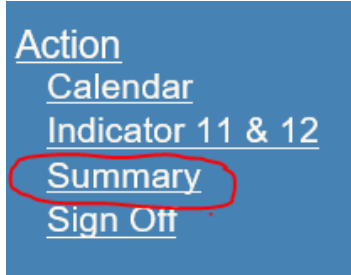 Action
Calendar
Indicator 11 & 12
Summary
Sign Off